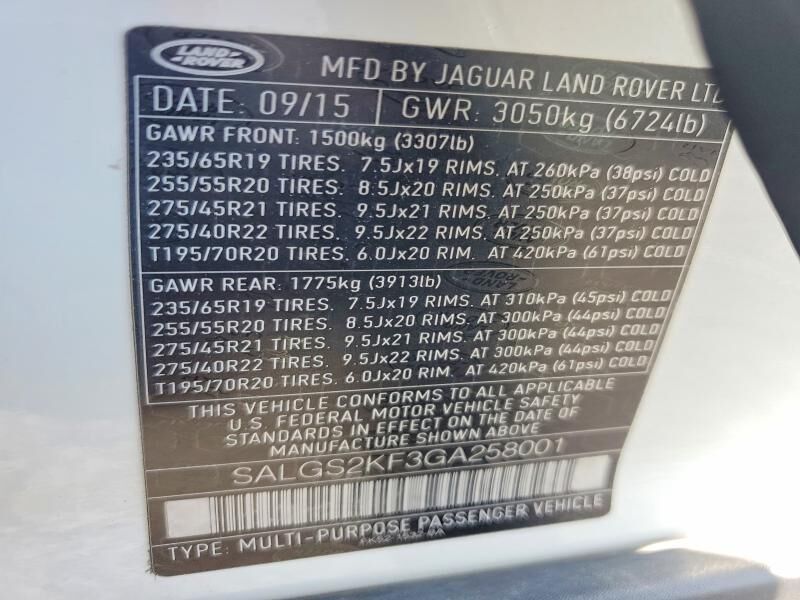 LAND ROVER
MFD BY JAGUAR LAND ROVER LTD
DATE: 09/15 GWR: 3050kg (6724lb)
GAWR FRONT: 1500kg (3307lb)
235/65R19 TIRES. 7.5Jx19 RIMS. AT 260kPa (38psi) COLD
255/55R20 TIRES. 8.5Jx20 RIMS. AT 250kPa (37psi) COLD
275/45R21 TIRES. 9.5Jx21 RIMS. AT 250kPa (37psi) COLD
275/40R22 TIRES. 9.5Jx22 RIMS. AT 250kPa (37psi) COLD
T195/70R20 TIRES. 6.0Jx20 RIM. AT 420kPa (61psi) COLD
GAWR REAR: 1775kg (3913lb)
235/65R19 TIRES. 7.5Jx19 RIMS. AT 310kPa (45psi) COLD
255/55R20 TIRES. 8.5Jx20 RIMS. AT 300kPa (44psi) COLD
275/45R21 TIRES. 9.5Jx21 RIMS. AT 300kPa (44psi) COLD
275/40R22 TIRES. 9.5Jx22 RIMS. AT 300kPa (44psi) COLD
T195/70R20 TIRES. 6.0Jx20 RIM. AT 420kPa (61psi) COLD
THIS VEHICLE CONFORMS TO ALL APPLICABLE
U.S. FEDERAL MOTOR VEHICLE SAFETY
STANDARDS IN EFFECT ON THE DATE OF
MANUFACTURE SHOWN ABOVE
SALGS2KF3GA258001
TYPE: MULTI-PURPOSE PASSENGER VEHICLE